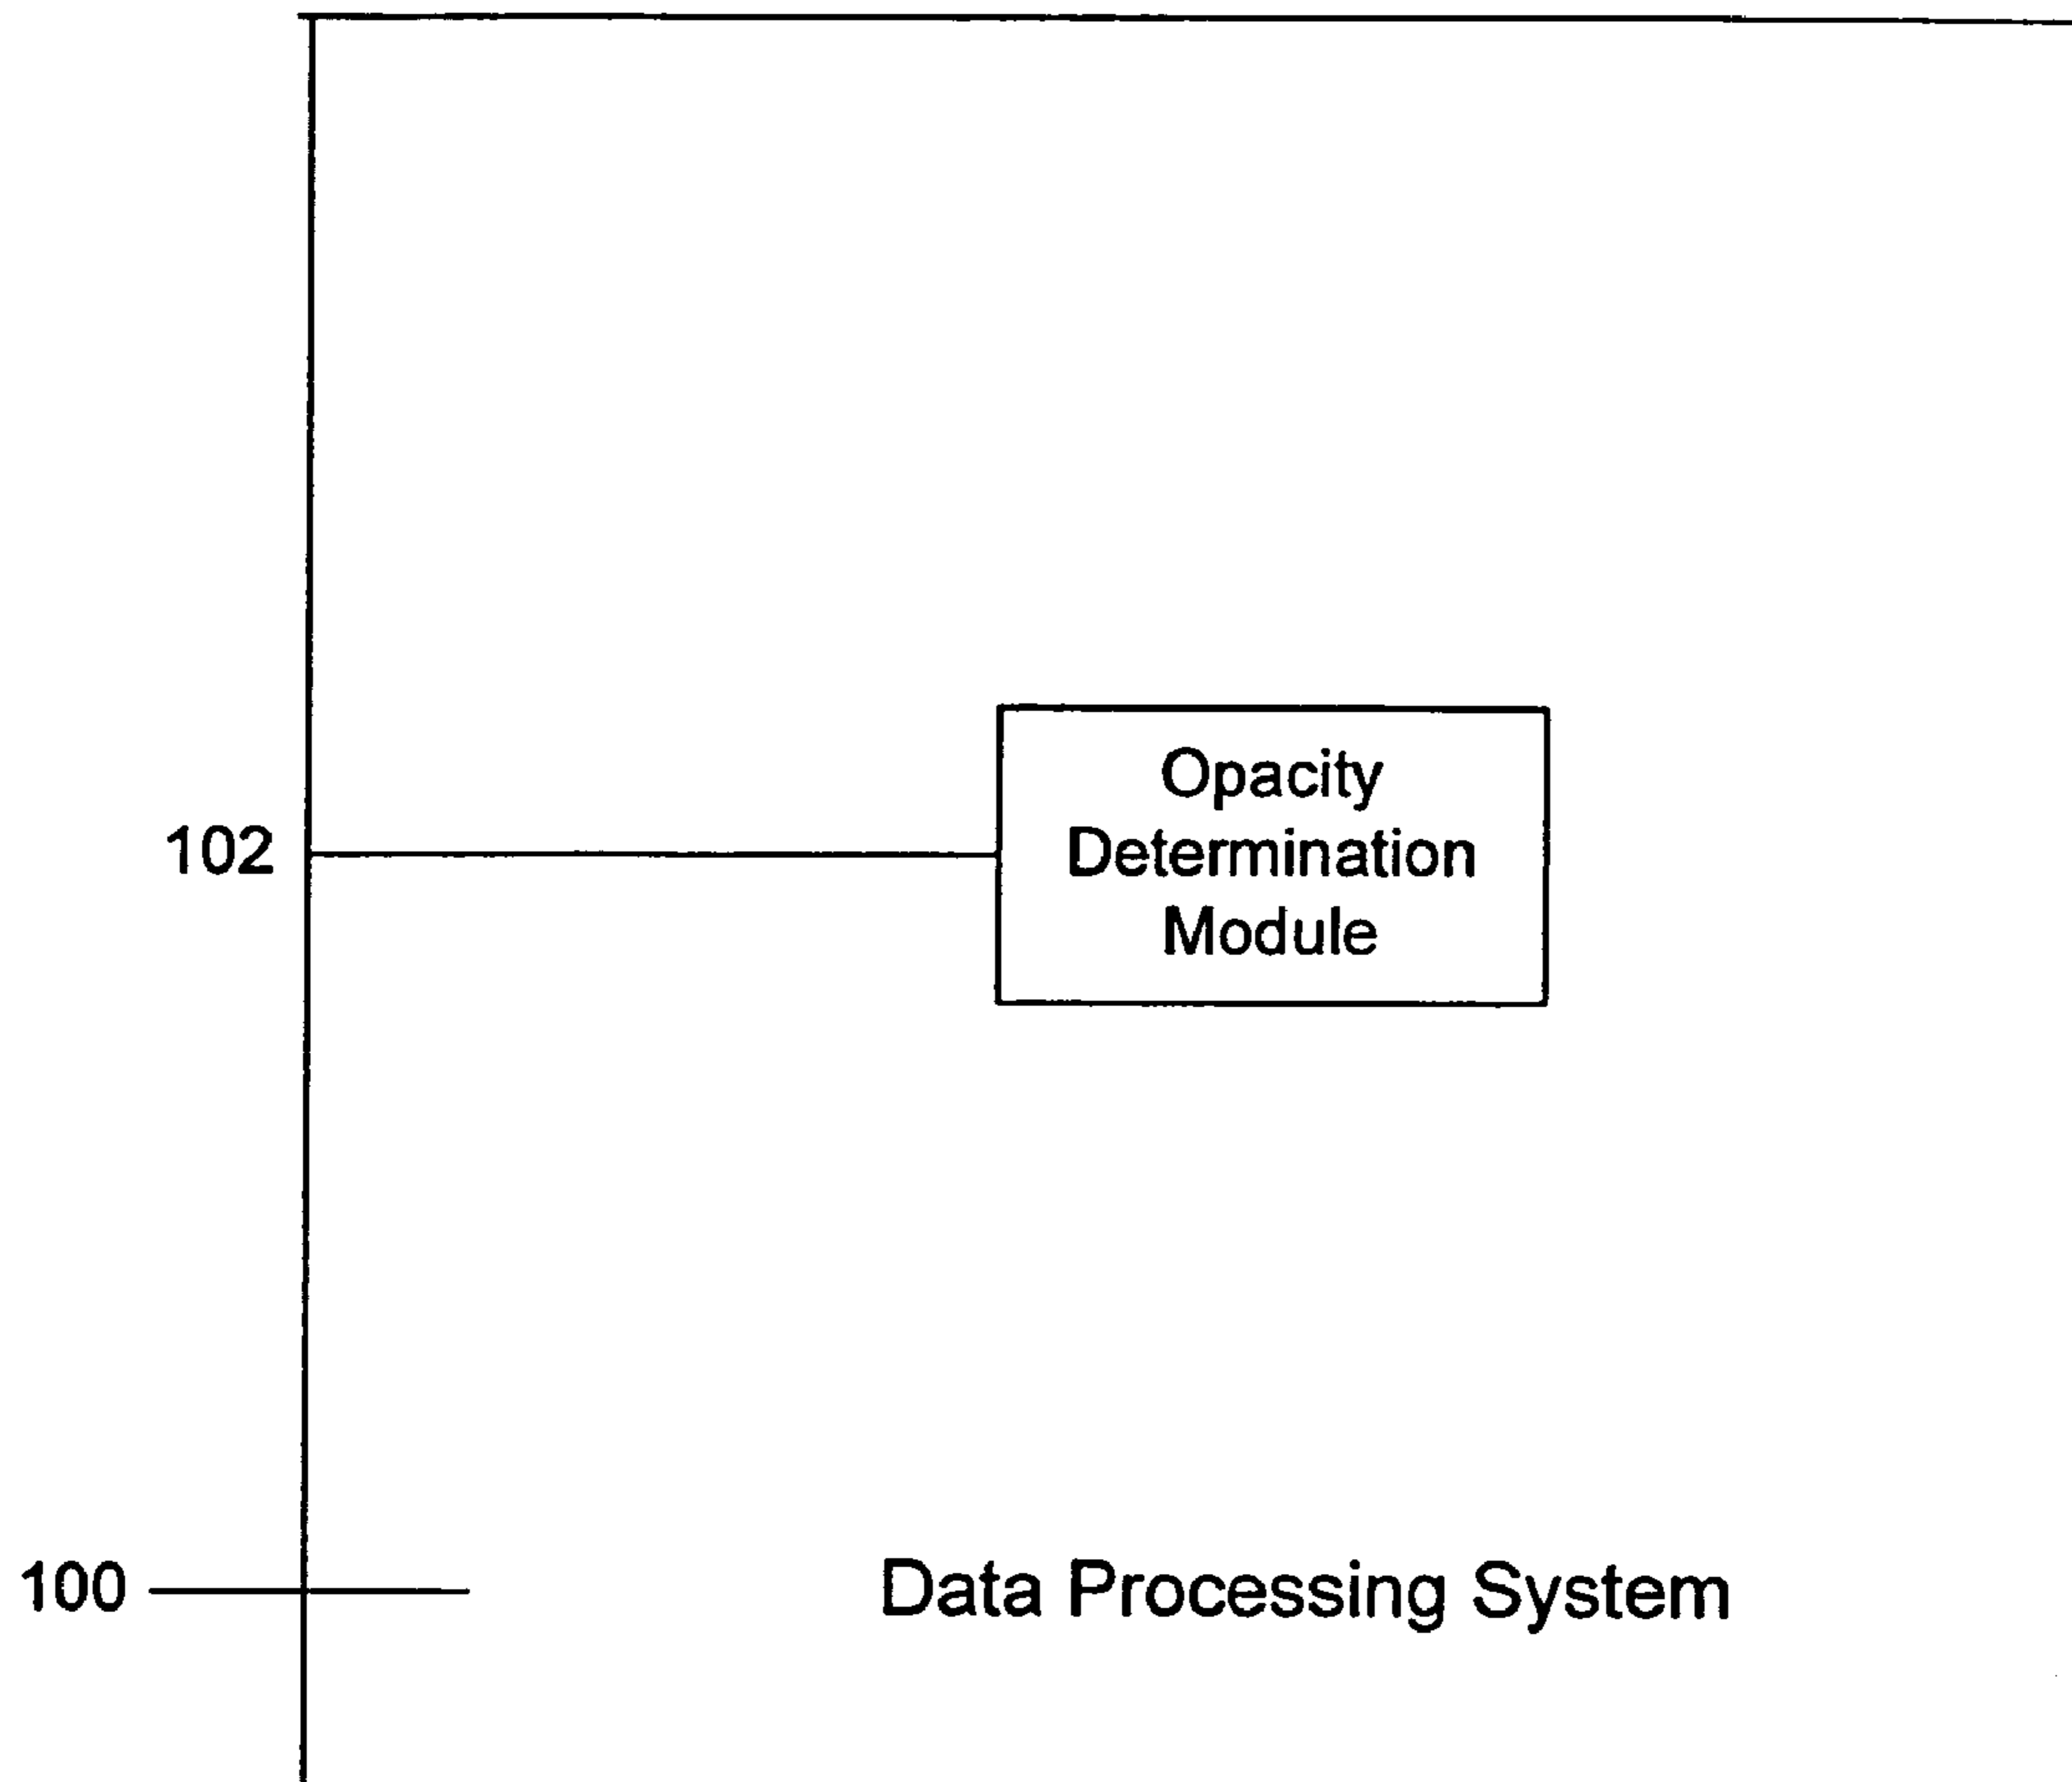 Opacity
102
Determination
Module
100
Data Processing System